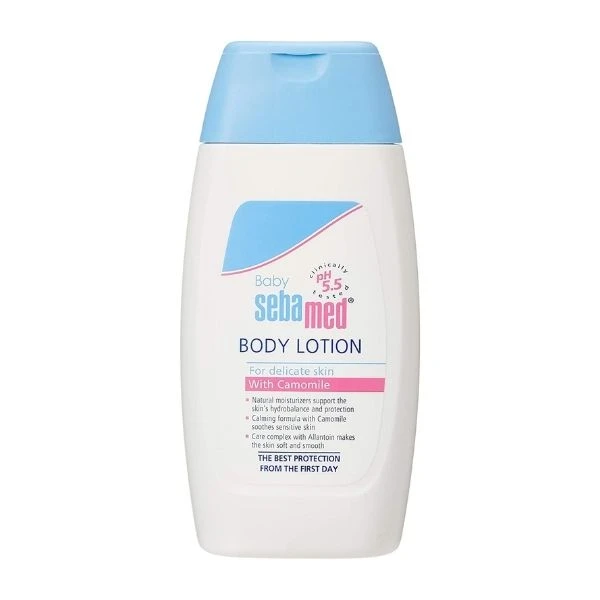 Baby
clinically
pH
5.5
tested
sebamed®
BODY LOTION
For delicate skin
With Camomile
• Natural moisturizers support the
skin's hydrobalance and protection
• Calming formula with Camomile
soothes sensitive skin
• Care complex with Allantoin makes
the skin soft and smooth
THE BEST PROTECTION
FROM THE FIRST DAY